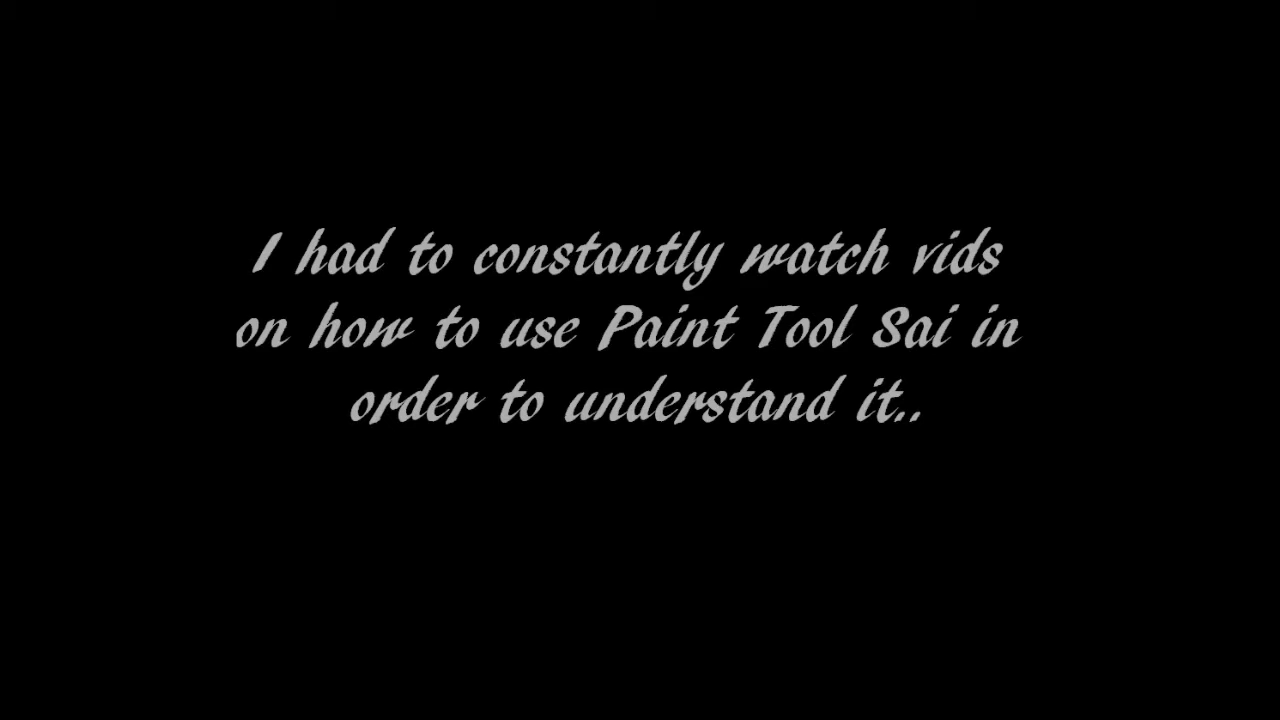 I had to constantly watch vids
on how to use Paint Tool Sai in
order to understand it..